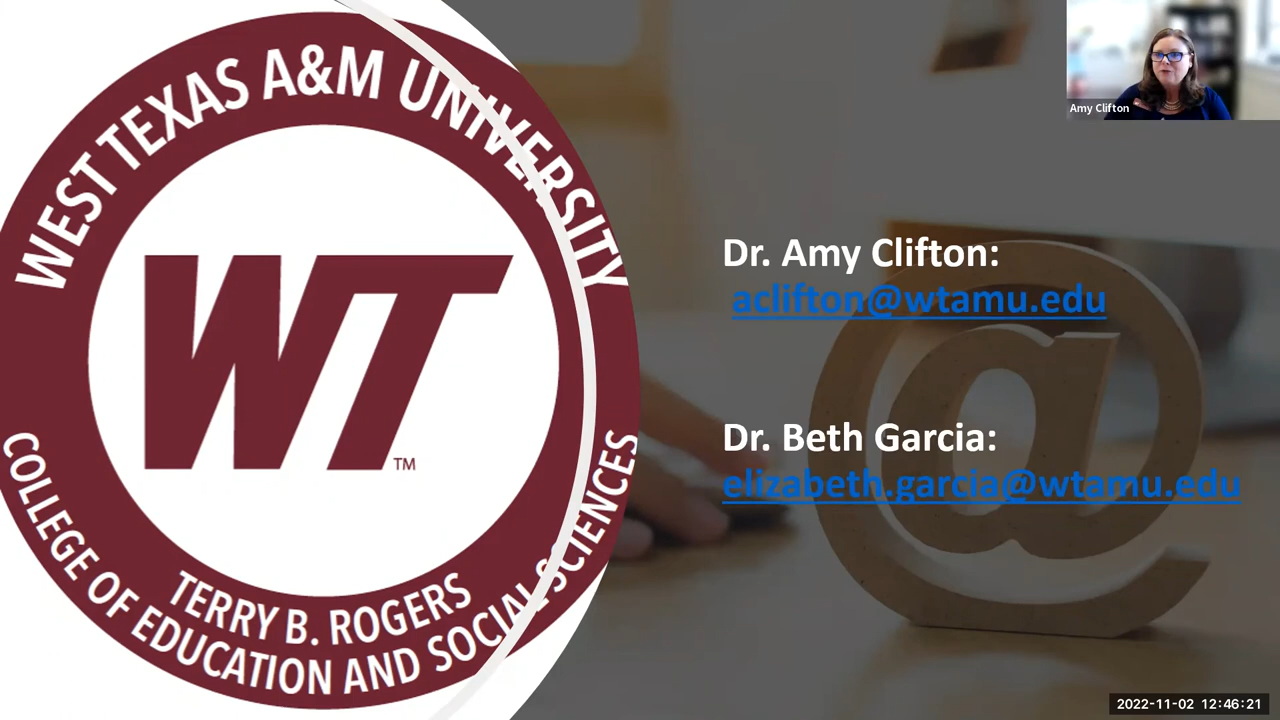 WEST TEXAS A&M UNIVERSITY
WT
TM
TERRY B. ROGERS
COLLEGE OF EDUCATION AND SOCIAL SCIENCES
Amy Clifton
Dr. Amy Clifton:
aclifton@wtamu.edu
Dr. Beth Garcia:
elizabeth.garcia@wtamu.edu
@
2022-11-02 12:46:21